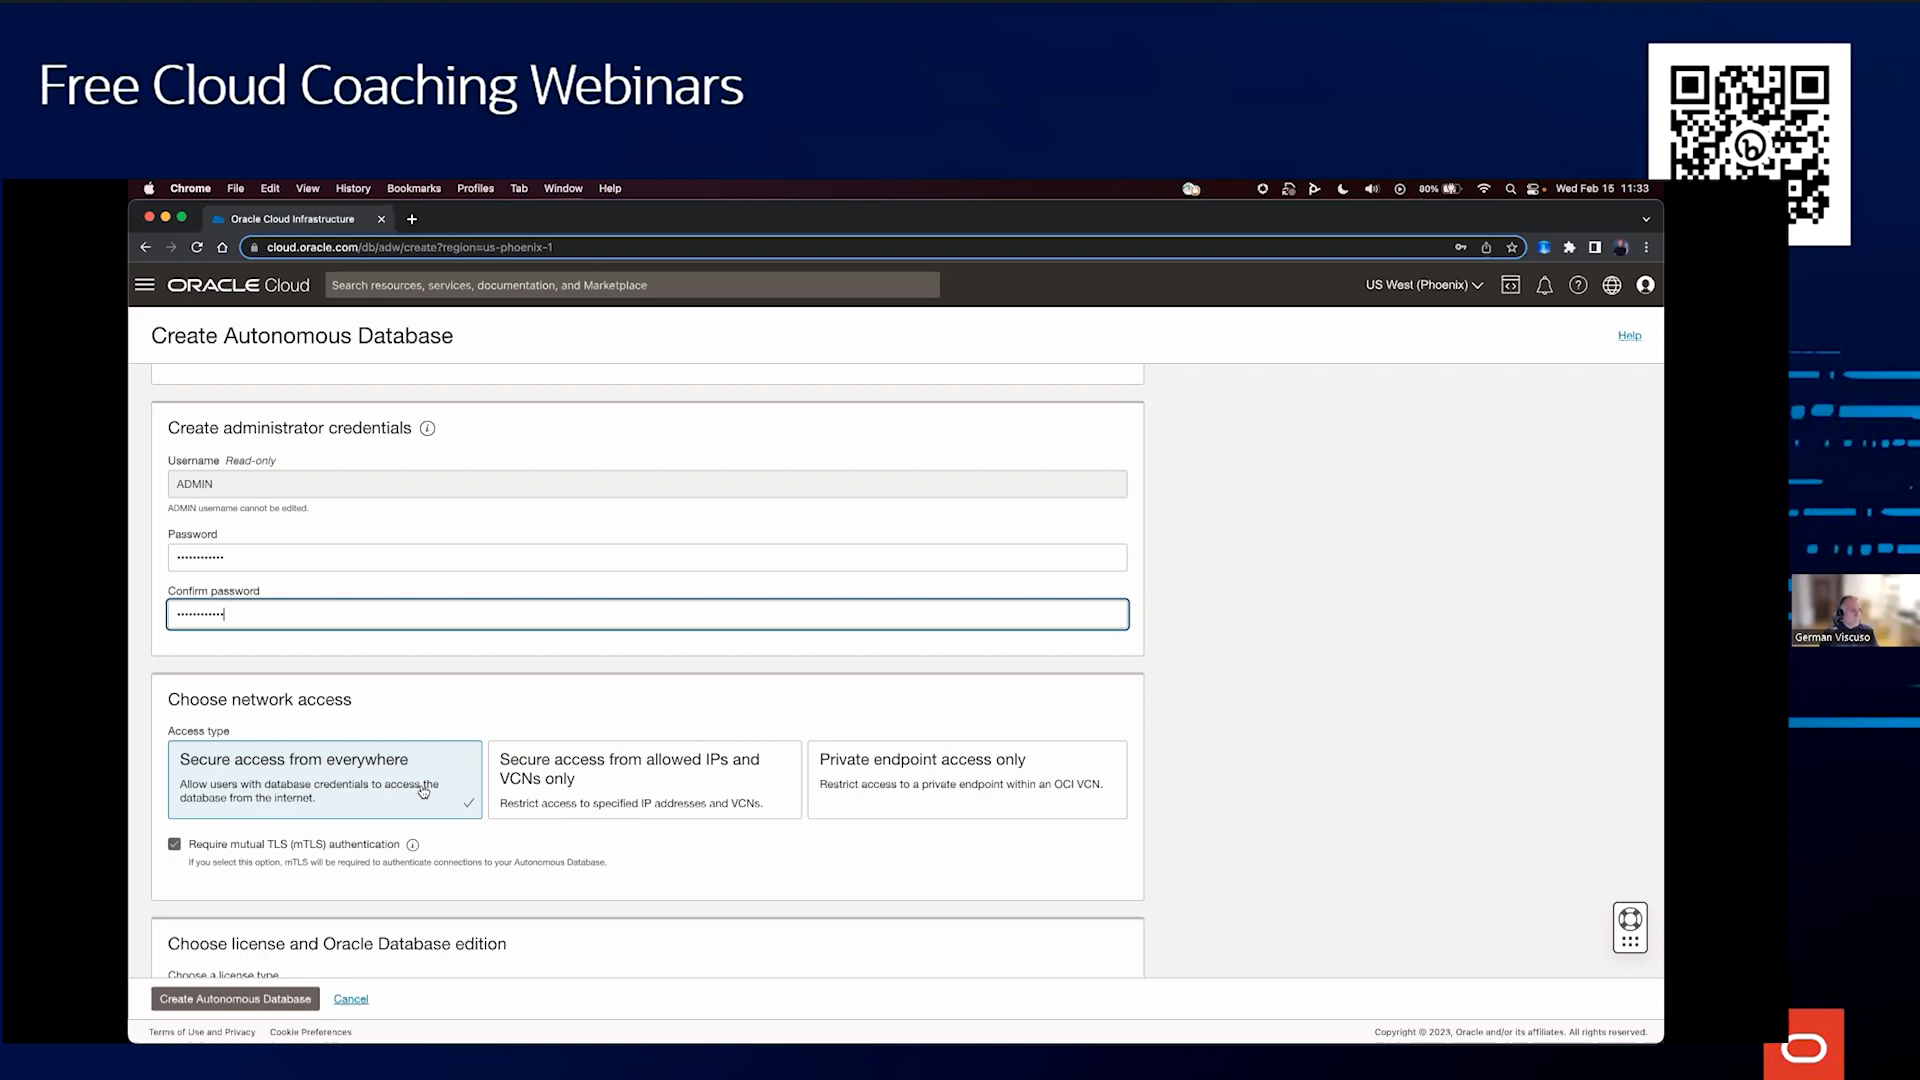 Free Cloud Coaching Webinars
Chrome File Edit View History Bookmarks Profiles Tab Window Help
80% Wed Feb 15 11:33
Oracle Cloud Infrastructure
cloud.oracle.com/db/adw/create?region=us-phoenix-1
ORACLE Cloud
Search resources, services, documentation, and Marketplace
US West (Phoenix)
Create Autonomous Database
Help
Create administrator credentials
Username Read-only
ADMIN
ADMIN username cannot be edited.
Password
Confirm password
Choose network access
Access type
Secure access from everywhere
Allow users with database credentials to access the
database from the internet.
Secure access from allowed IPs and
VCNs only
Restrict access to specified IP addresses and VCNs.
Private endpoint access only
Restrict access to a private endpoint within an OCI VCN.
Require mutual TLS (mTLS) authentication
If you select this option, mTLS will be required to authenticate connections to your Autonomous Database.
German Viscuso
Choose license and Oracle Database edition
Choose a license type
Create Autonomous Database
Cancel
Terms of Use and Privacy Cookie Preferences
Copyright © 2023, Oracle and/or its affiliates. All rights reserved.